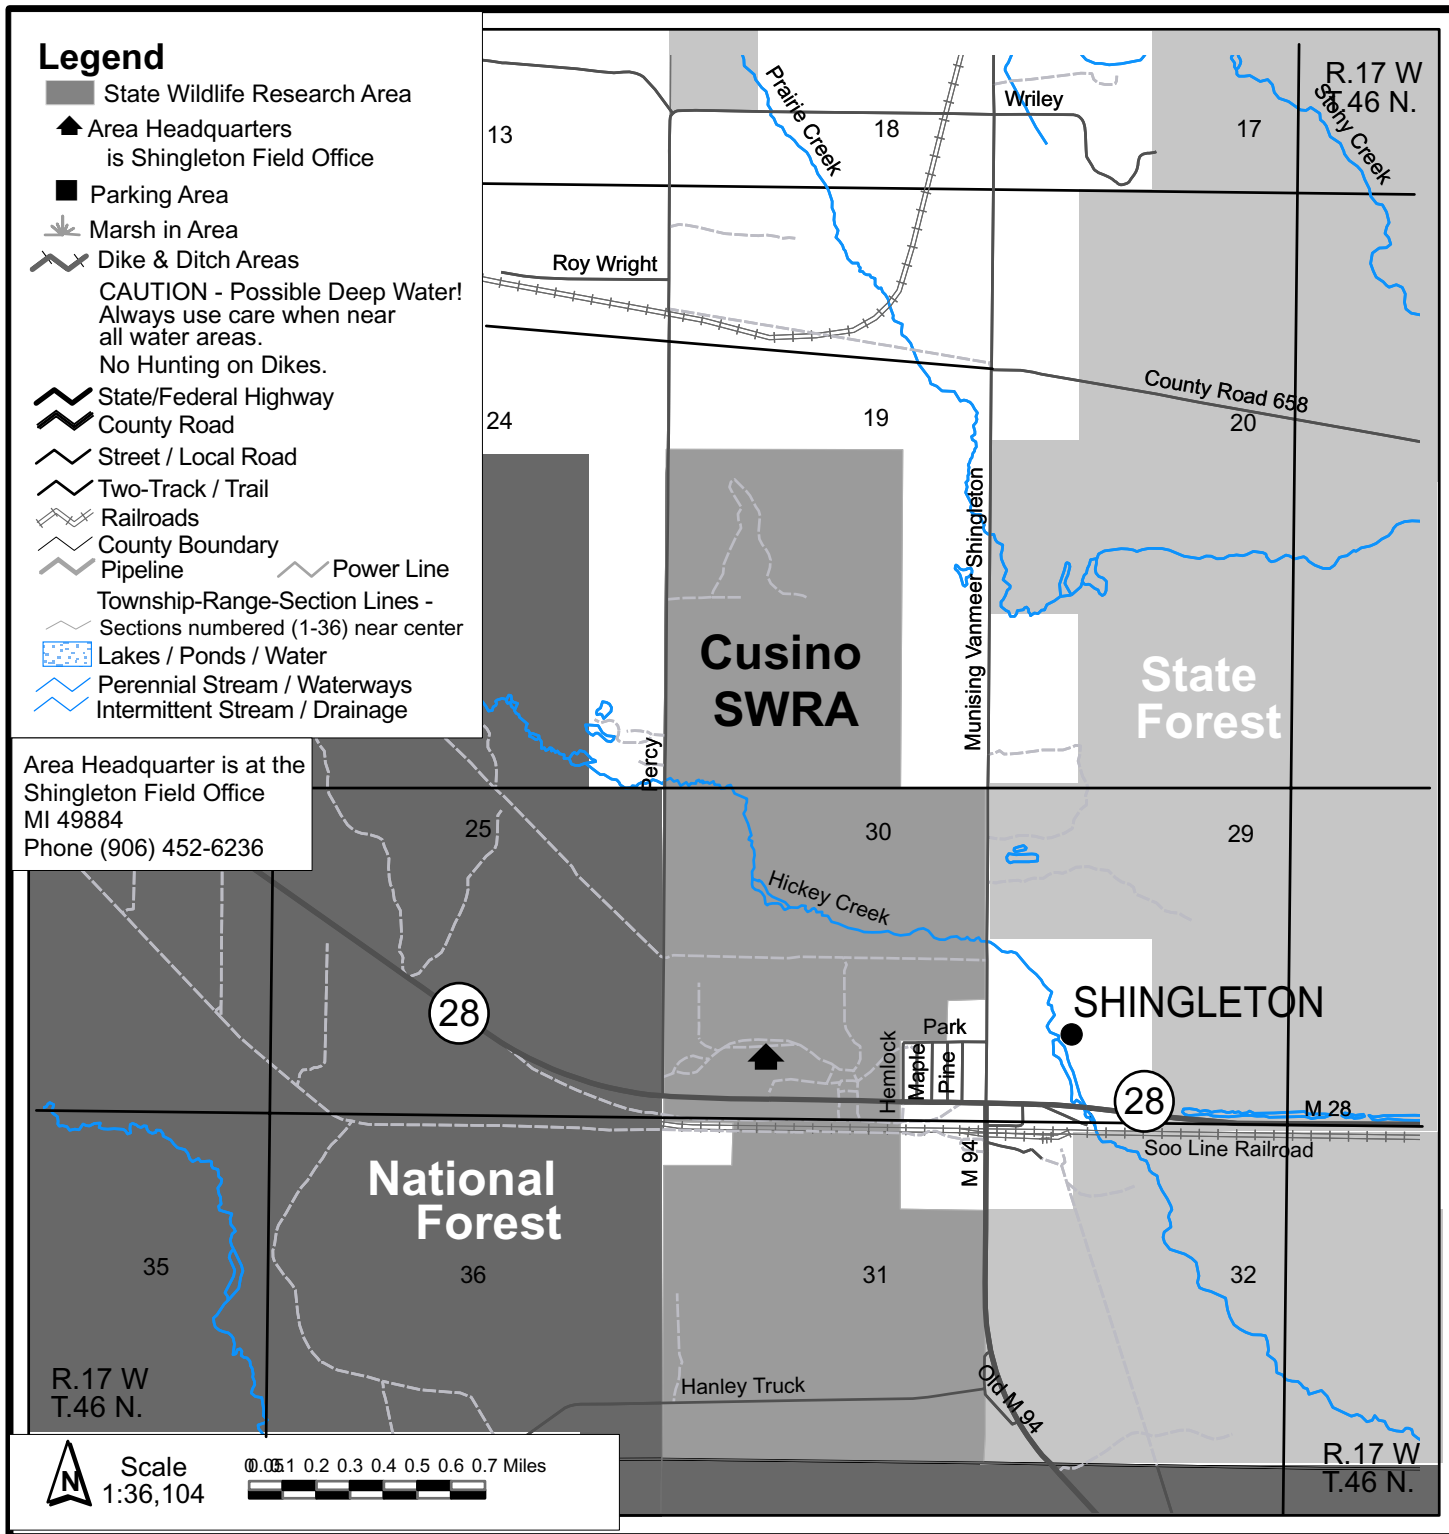 Legend
State Wildlife Research Area
Area Headquarters
is Shingleton Field Office
Parking Area
Marsh in Area
Dike & Ditch Areas
CAUTION - Possible Deep Water!
Always use care when near
all water areas.
No Hunting on Dikes.
State/Federal Highway
County Road
Street / Local Road
Two-Track / Trail
Railroads
County Boundary
Pipeline
Power Line
Township-Range-Section Lines -
Sections numbered (1-36) near center
Lakes / Ponds / Water
Perennial Stream / Waterways
Intermittent Stream / Drainage
Area Headquarter is at the
Shingleton Field Office
MI 49884
Phone (906) 452-6236
R.17 W
T.46 N.
Prairie Creek
Wriley
Stony Creek
13
18
17
Roy Wright
County Road 658
24
19
20
Munising Vanmeer Shingleton
Cusino
SWRA
State
Forest
Percy
25
30
29
Hickey Creek
28
SHINGLETON
Park
Hemlock
Maple
Pine
28
M 28
Soo Line Railroad
M 94
National
Forest
35
36
31
32
R.17 W
T.46 N.
Hanley Truck
Old M 94
R.17 W
T.46 N.
N
Scale
1:36,104
0 0.05 0.1 0.2 0.3 0.4 0.5 0.6 0.7 Miles